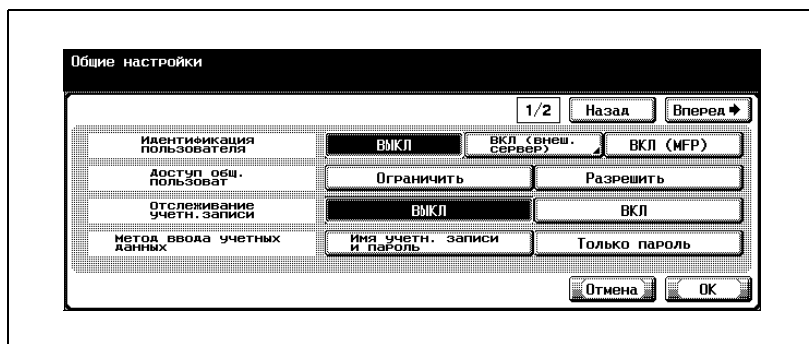 Общие настройки
1/2 Назад Вперед
Идентификация
пользователя
ВЫКЛ
ВКЛ (внеш.
сервер)
ВКЛ (MFP)
Доступ общ.
пользоват
Ограничить
Разрешить
Отслеживание
учетн.записи
ВЫКЛ
ВКЛ
Метод ввода учетных
данных
Имя учетн. записи
и пароль
Только пароль
Отмена
OK